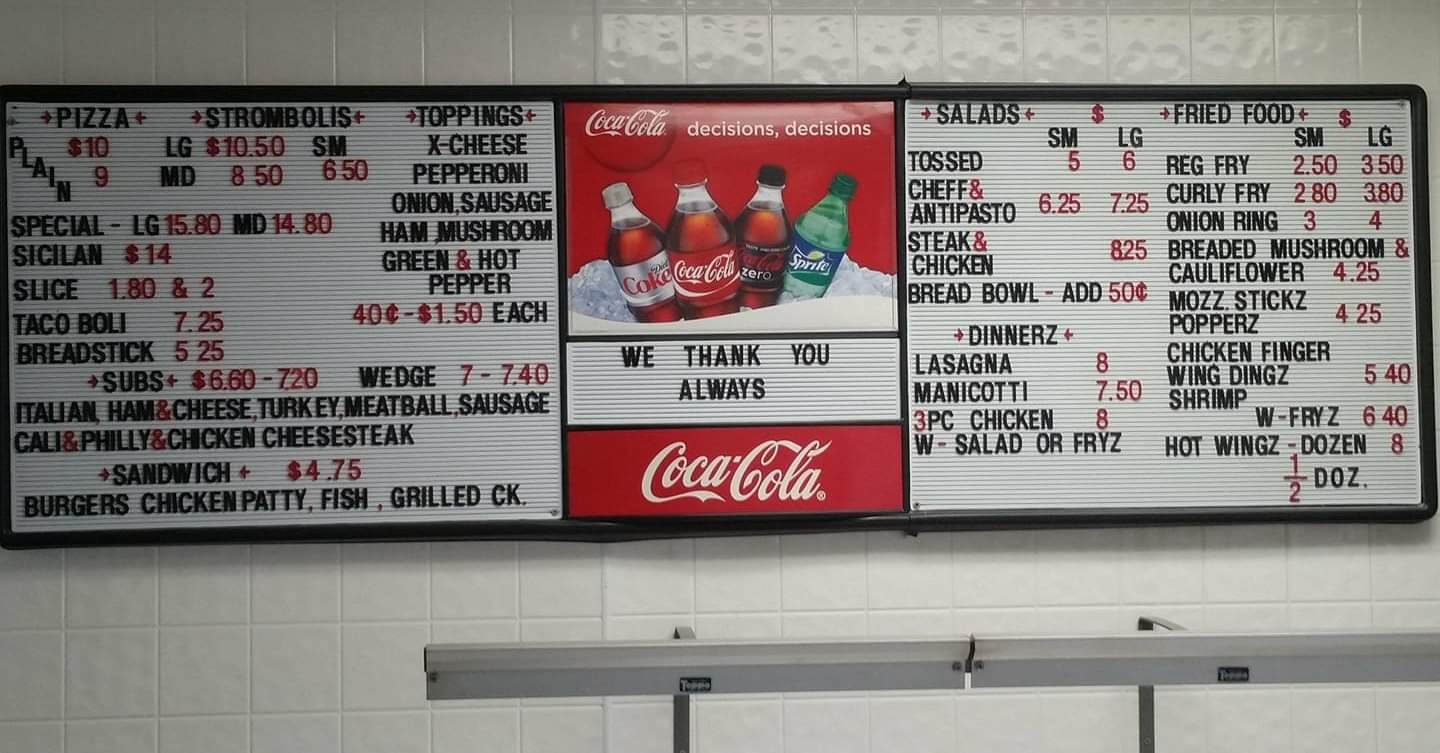 PIZZA STROMBOLIS TOPPINGS
PLAIN $10 LG $10.50 SM X-CHEESE
9 MD 8 50 6 50 PEPPERONI
ONION, SAUSAGE
SPECIAL - LG 15.80 MD 14.80 HAM, MUSHROOM
SICILAN $14 GREEN & HOT
SLICE 1.80 & 2 PEPPER
TACO BOLI 7.25 40¢-$1.50 EACH
BREADSTICK 5 25
SUBS $6.60 - 720 WEDGE 7 - 7.40
ITALIAN, HAM&CHEESE, TURKEY, MEATBALL, SAUSAGE
CALI&PHILLY&CHICKEN CHEESESTEAK
SANDWICH $4.75
BURGERS CHICKEN PATTY, FISH, GRILLED CK.
Coca-Cola decisions, decisions
Diet Coke Coca-Cola zero Sprite
WE THANK YOU
ALWAYS
Coca-Cola®
SALADS $
SM LG
TOSSED 5 6
CHEFF&
ANTIPASTO 6.25 7.25
STEAK&
CHICKEN 825
BREAD BOWL - ADD 50¢
DINNERZ
LASAGNA 8
MANICOTTI 7.50
3PC CHICKEN 8
W- SALAD OR FRYZ
FRIED FOOD $
SM LG
REG FRY 2.50 350
CURLY FRY 280 380
ONION RING 3 4
BREADED MUSHROOM &
CAULIFLOWER 4.25
MOZZ. STICKZ
POPPERZ 4 25
CHICKEN FINGER
WING DINGZ 5 40
SHRIMP
W-FRYZ 6 40
HOT WINGZ - DOZEN 8
1/2 DOZ.